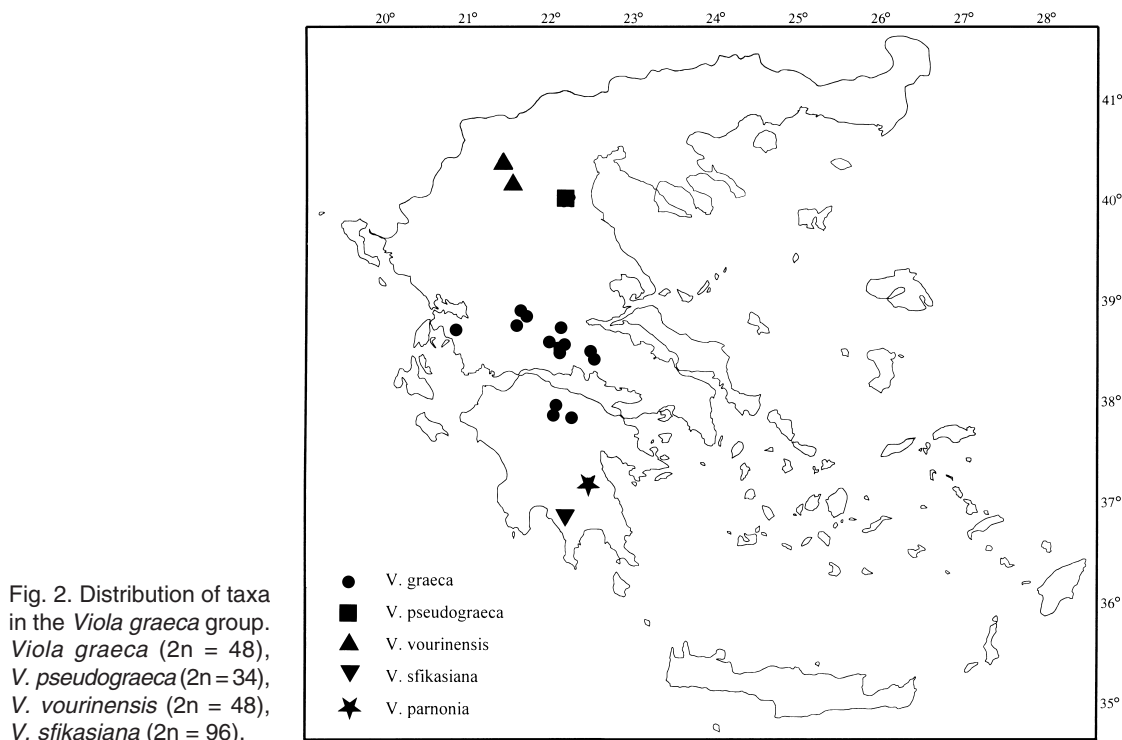 20° 21° 22° 23° 24° 25° 26° 27° 28°
41°
40°
39°
38°
37°
36°
35°
V. graeca
V. pseudograeca
V. vourinensis
V. sfikasiana
V. parnonia
Fig. 2. Distribution of taxa
in the Viola graeca group.
Viola graeca (2n = 48),
V. pseudograeca (2n = 34),
V. vourinensis (2n = 48),
V. sfikasiana (2n = 96).